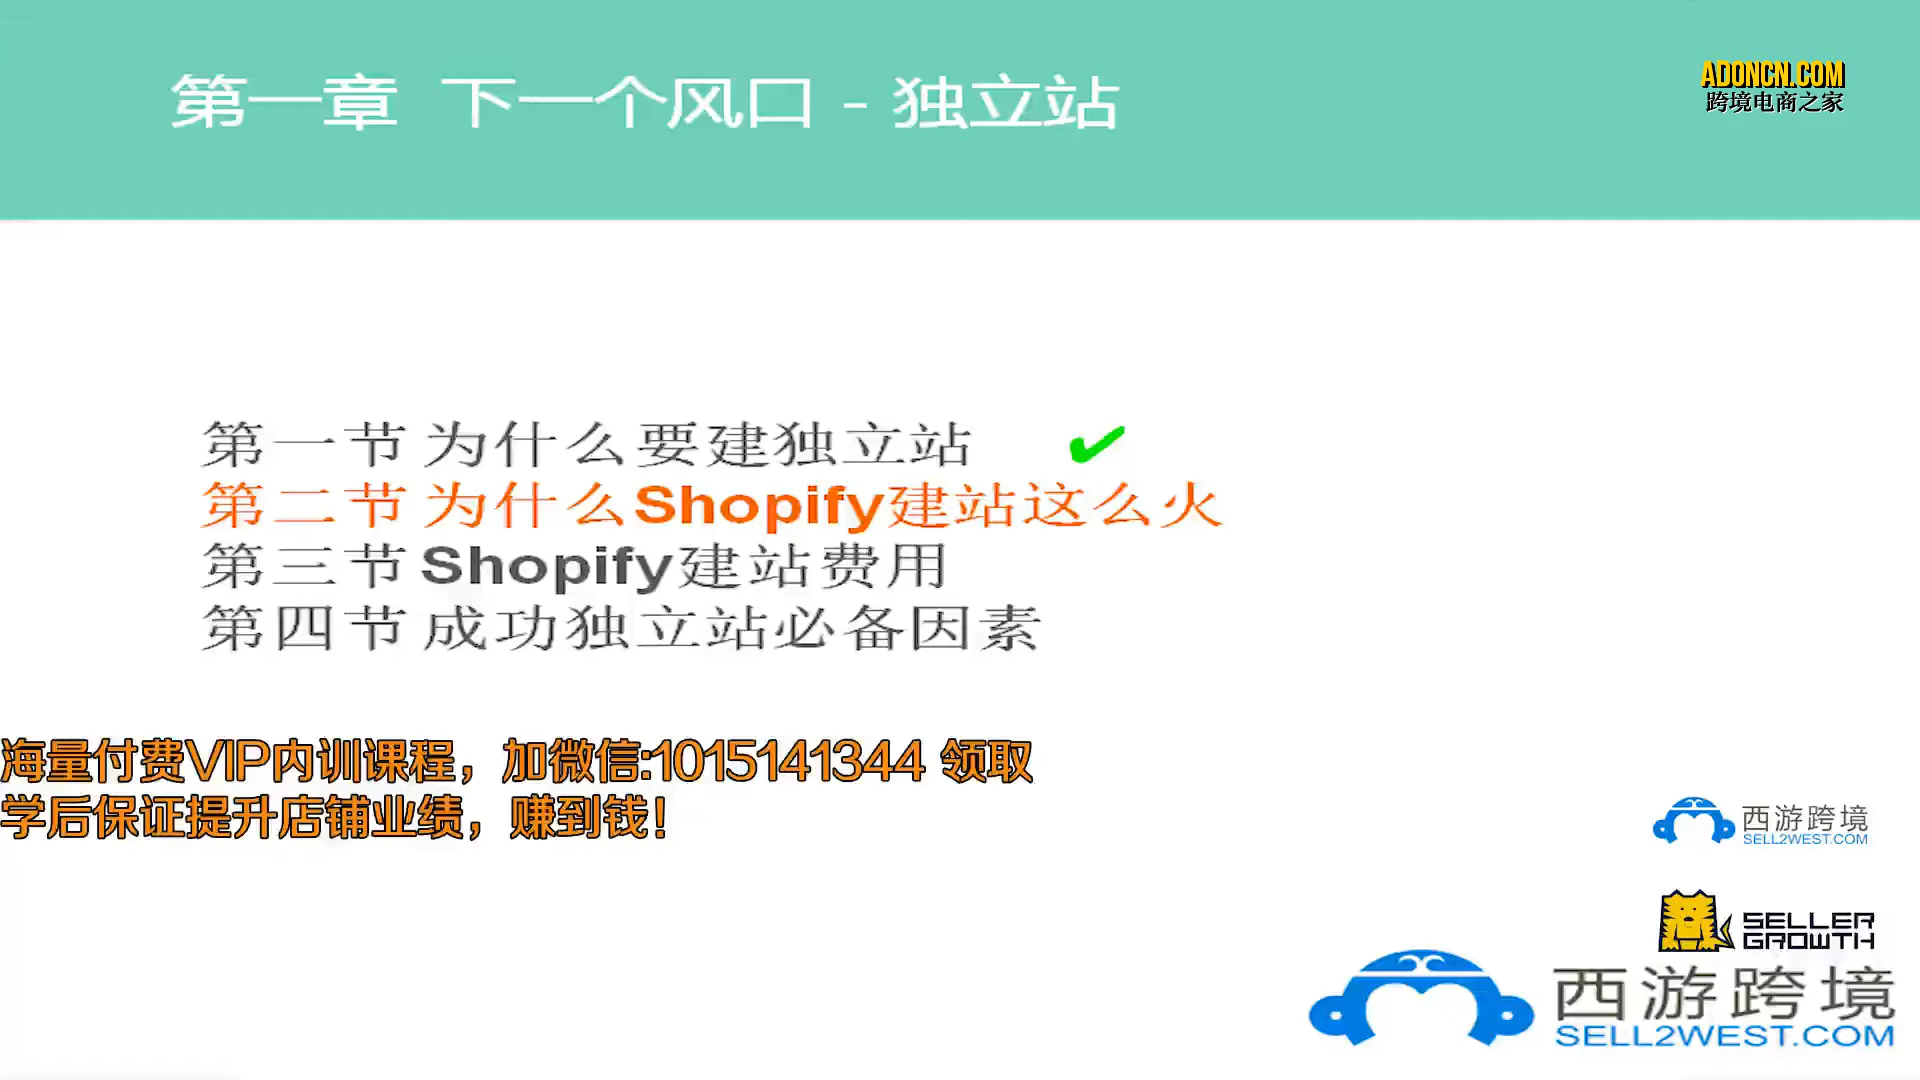 第一章 下一个风口 - 独立站
ADONCN.COM
跨境电商之家
第一节 为什么要建独立站
第二节 为什么Shopify建站这么火
第三节 Shopify建站费用
第四节 成功独立站必备因素
海量付费VIP内训课程，加微信:1015141344 领取
学后保证提升店铺业绩，赚到钱！
西游跨境
SELL2WEST.COM
SELLER
GROWTH
西游跨境
SELL2WEST.COM